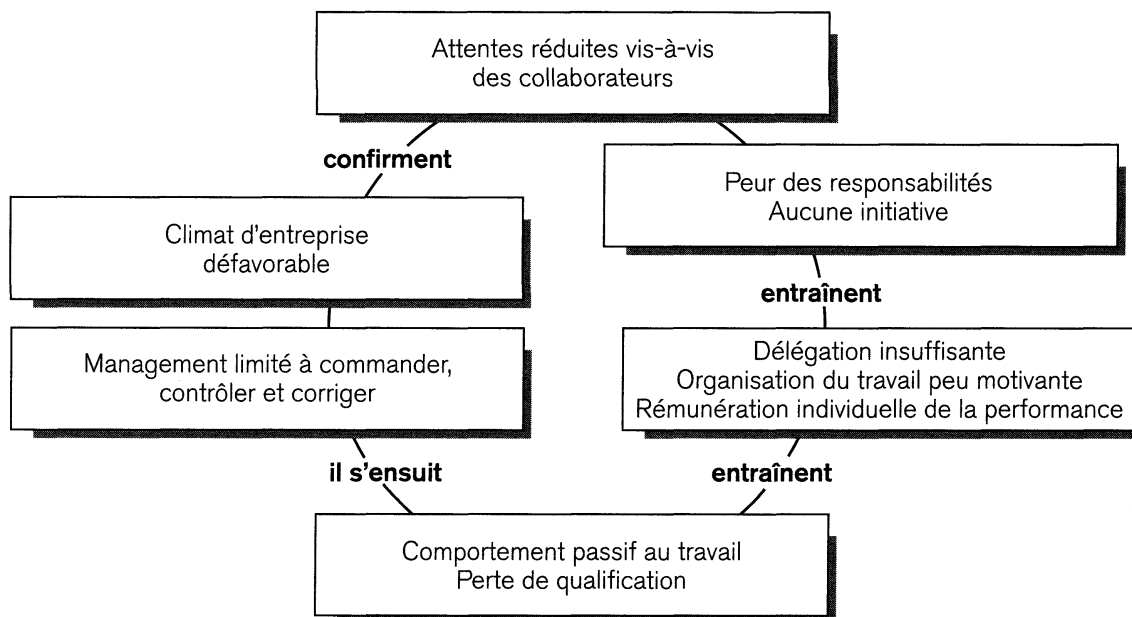 Attentes réduites vis-à-vis
des collaborateurs
confirment
Peur des responsabilités
Aucune initiative
Climat d'entreprise
défavorable
entraînent
Management limité à commander,
contrôler et corriger
Délégation insuffisante
Organisation du travail peu motivante
Rémunération individuelle de la performance
il s'ensuit
entraînent
Comportement passif au travail
Perte de qualification